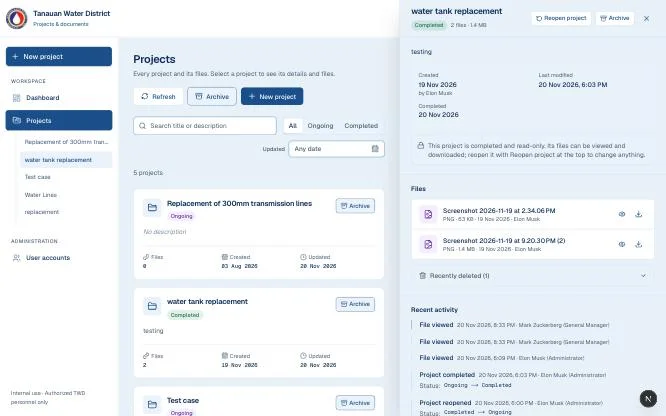 Tanauan Water District
Projects & documents
+ New project
WORKSPACE
Dashboard
Projects
Replacement of 300mm tran...
water tank replacement
Test case
Water Lines
replacement
ADMINISTRATION
User accounts
Internal use · Authorized TWD
personnel only
Projects
Every project and its files. Select a project to see its details and files.
Refresh
Archive
+ New project
Search title or description
All
Ongoing
Completed
Updated
Any date
5 projects
Replacement of 300mm transmission lines
Archive
Ongoing
No description
Files
Created
Updated
0
03 Aug 2026
20 Nov 2026
water tank replacement
Archive
Completed
testing
Files
Created
Updated
2
19 Nov 2026
20 Nov 2026
Test case
Archive
Ongoing
water tank replacement
Completed
2 files · 1.4 MB
Reopen project
Archive
testing
Created
Last modified
19 Nov 2026
20 Nov 2026, 6:03 PM
by Elon Musk
Completed
20 Nov 2026
This project is completed and read-only. Its files can be viewed and
downloaded; reopen it with Reopen project at the top to change anything.
Files
Screenshot 2026-11-19 at 2.34.06 PM
PNG · 63 KB · 19 Nov 2026 · Elon Musk
Screenshot 2026-11-19 at 9.20.30 PM (2)
PNG · 1.4 MB · 19 Nov 2026 · Elon Musk
Recently deleted (1)
Recent activity
File viewed 20 Nov 2026, 8:33 PM · Mark Zuckerberg (General Manager)
File viewed 20 Nov 2026, 8:33 PM · Mark Zuckerberg (General Manager)
File viewed 20 Nov 2026, 6:09 PM · Elon Musk (Administrator)
Project completed 20 Nov 2026, 6:03 PM · Elon Musk (Administrator)
Status: Ongoing → Completed
Project reopened 20 Nov 2026, 6:00 PM · Elon Musk (Administrator)
Status: Completed → Ongoing
N